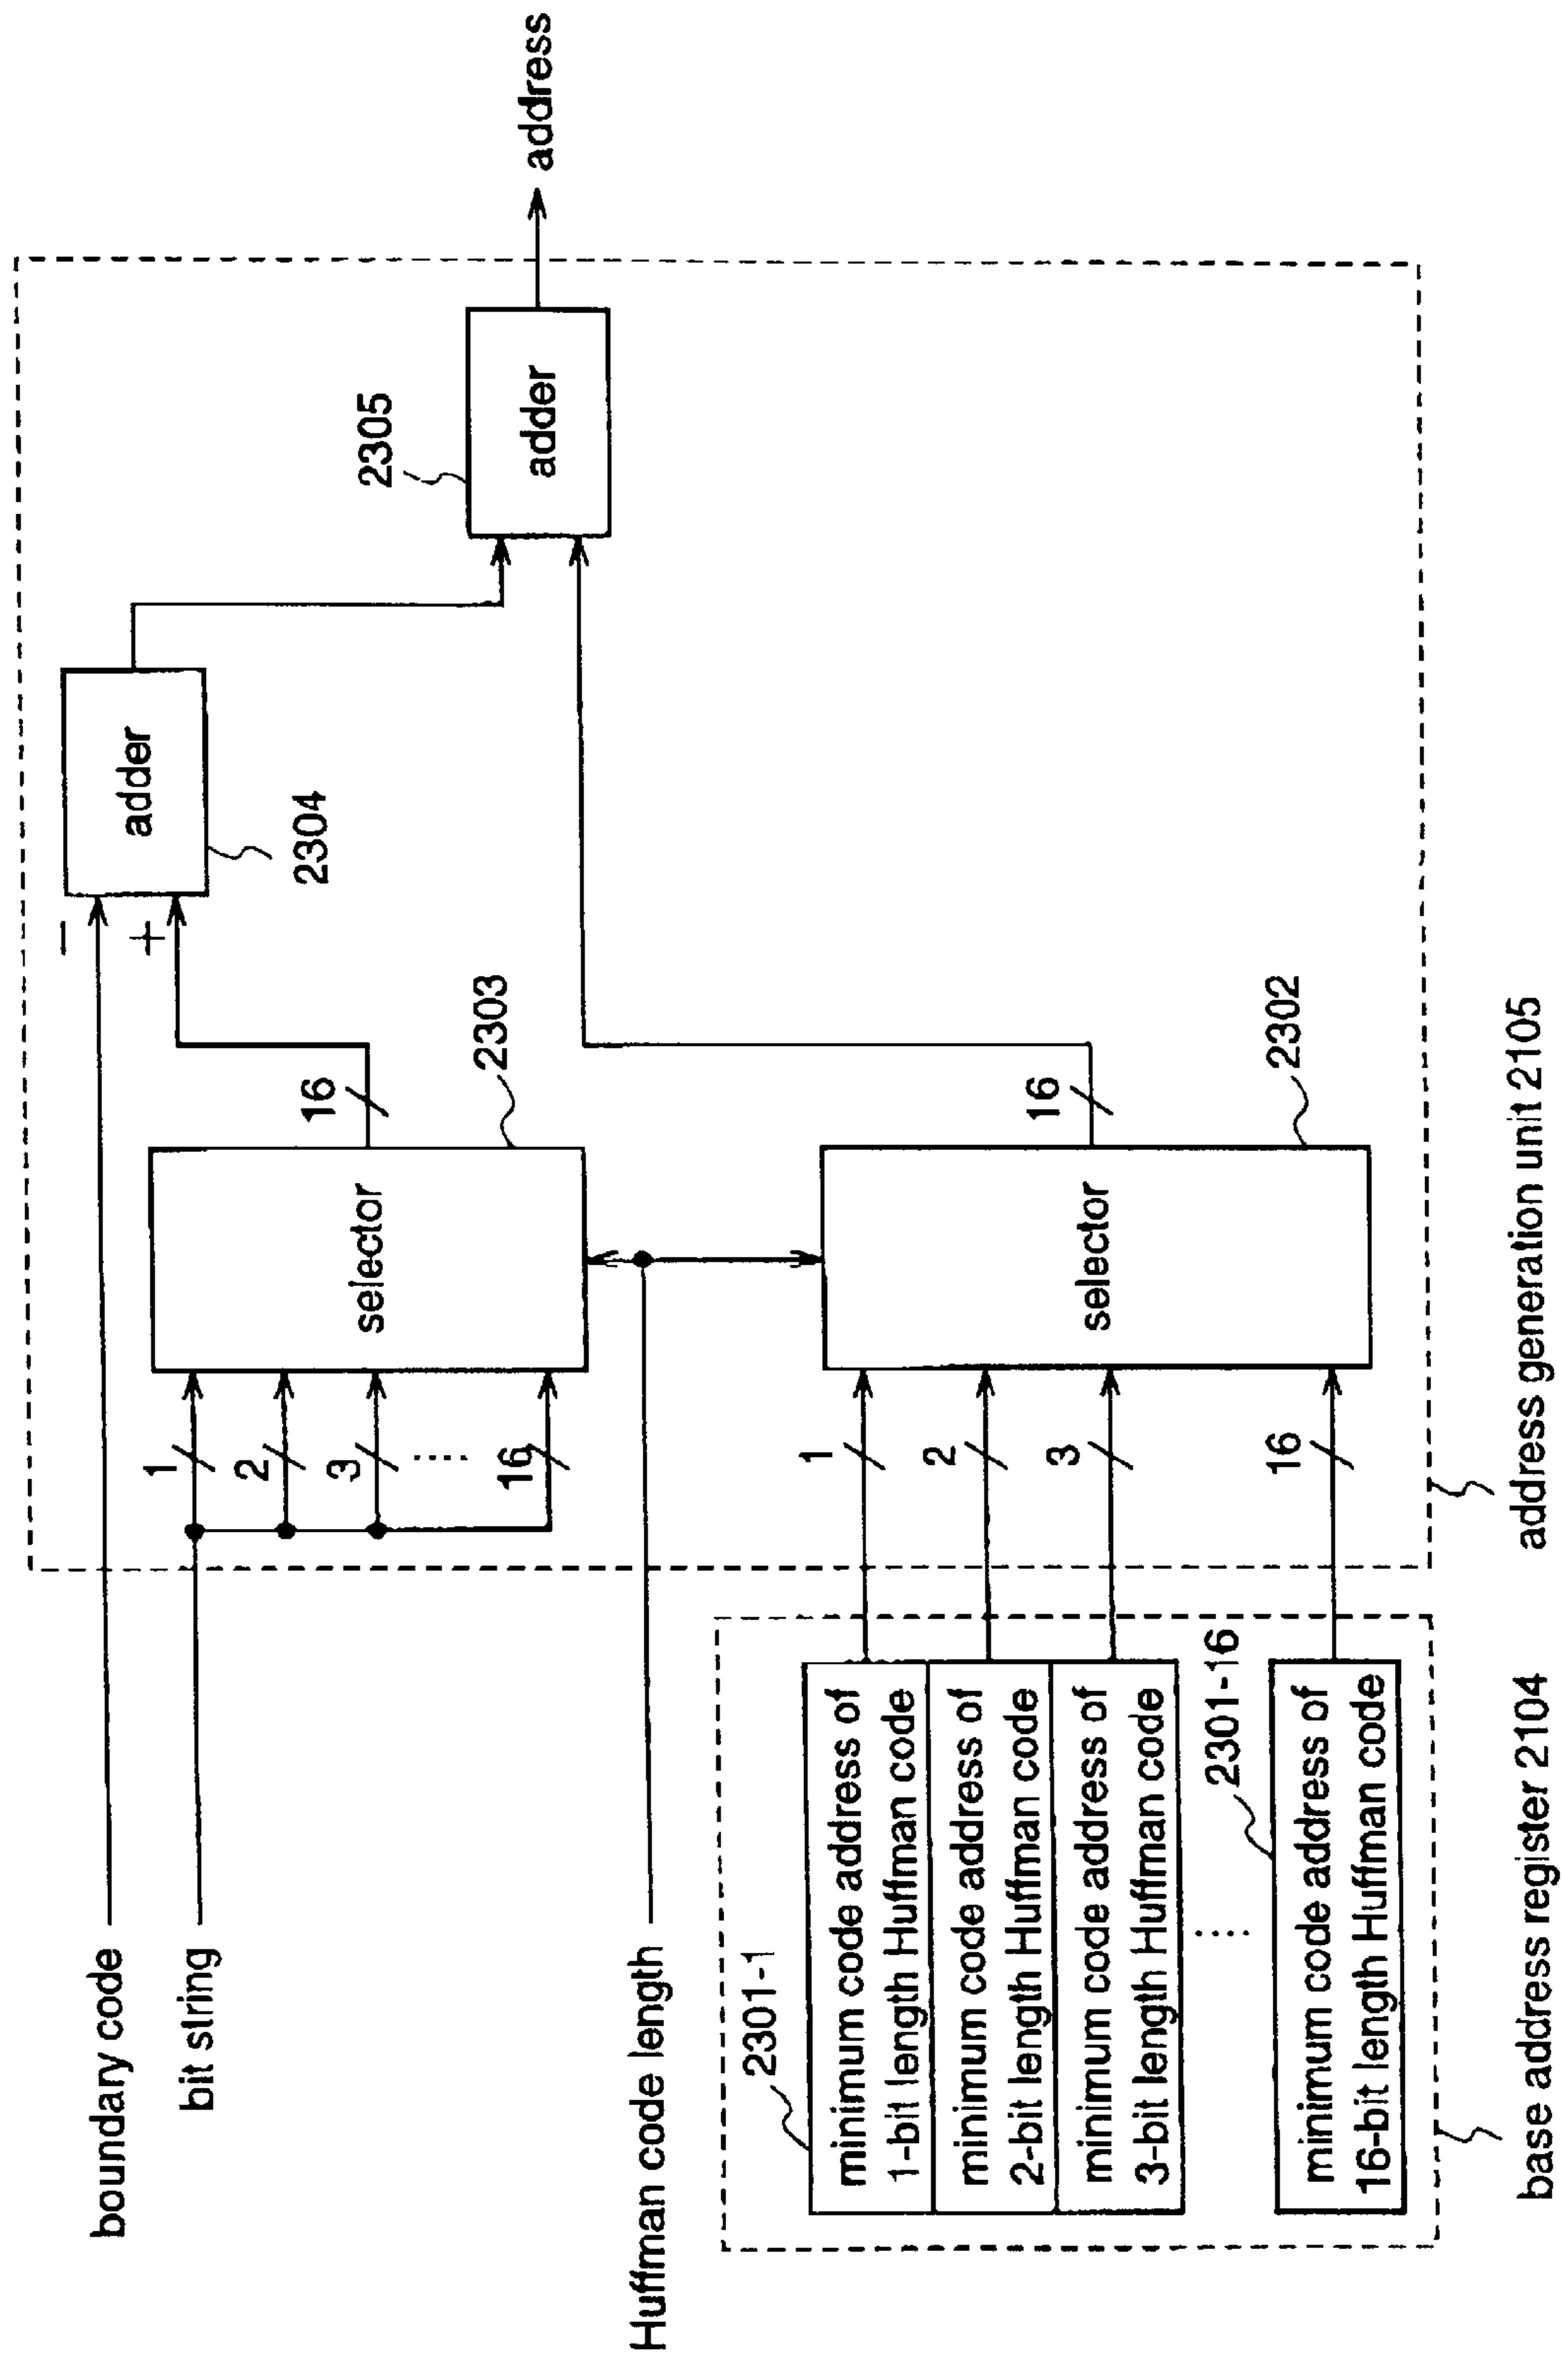 boundary code
bit string
Huffman code length
1
2
3
.....
16
selector
2303
16
−
+
adder
2304
adder
2305
address
1
2
3
16
selector
2302
16
address generation unit 2105
2301-1
minimum code address of
1-bit length Huffman code
minimum code address of
2-bit length Huffman code
minimum code address of
3-bit length Huffman code
.....
2301-16
minimum code address of
16-bit length Huffman code
base address register 2104